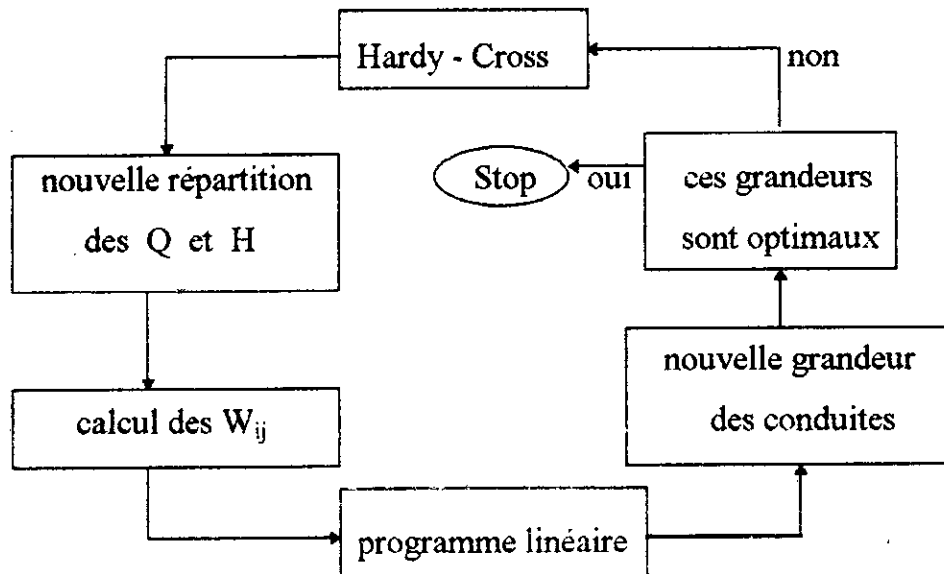 Hardy - Cross
non
nouvelle répartition
des Q et H
Stop
oui
ces grandeurs
sont optimaux
nouvelle grandeur
des conduites
calcul des W_ij
programme linéaire